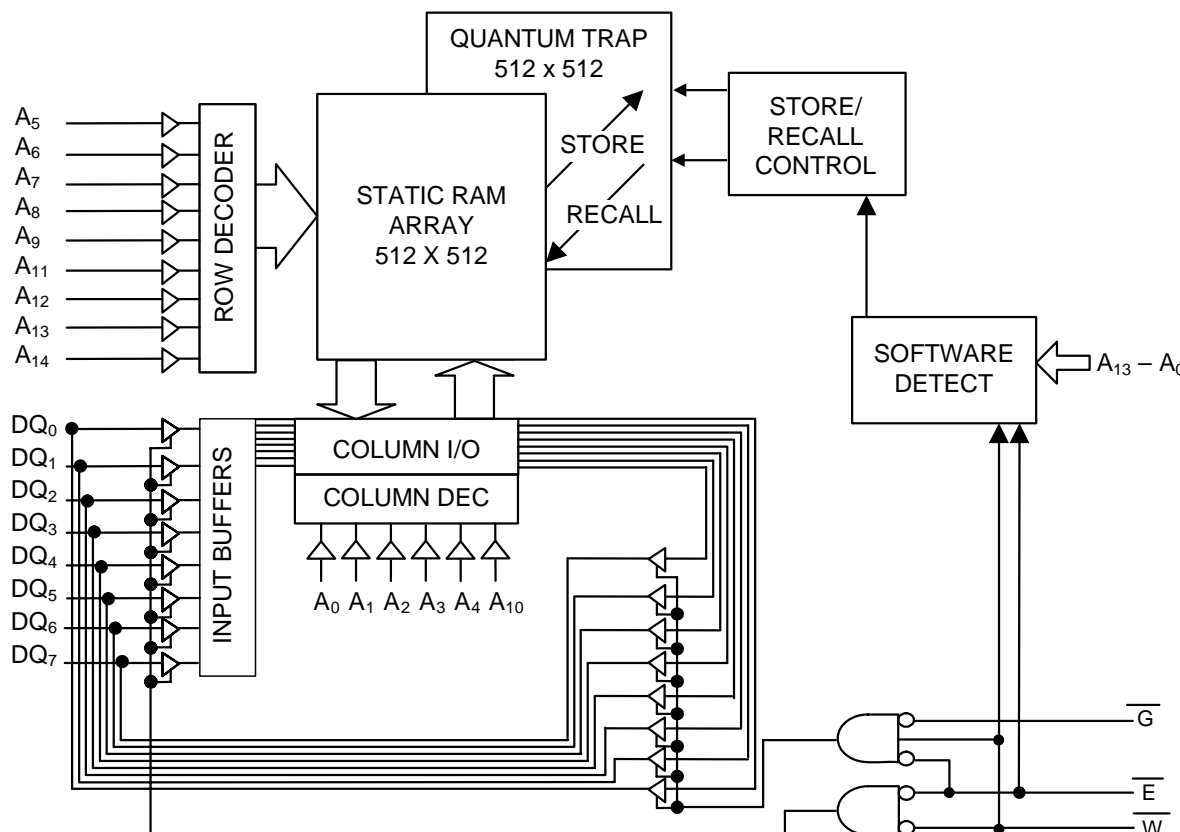 QUANTUM TRAP
512 x 512
STORE
RECALL
STORE/
RECALL
CONTROL
STATIC RAM
ARRAY
512 X 512
A5
A6
A7
A8
A9
A11
A12
A13
A14
ROW DECODER
SOFTWARE
DETECT
A13 – A0
DQ0
DQ1
DQ2
DQ3
DQ4
DQ5
DQ6
DQ7
INPUT BUFFERS
COLUMN I/O
COLUMN DEC
A0 A1 A2 A3 A4 A10
G
E
W